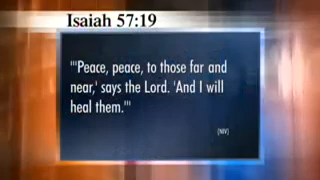 Isaiah 57:19
"'Peace, peace, to those far and
near,' says the Lord. 'And I will
heal them.'"
(NIV)